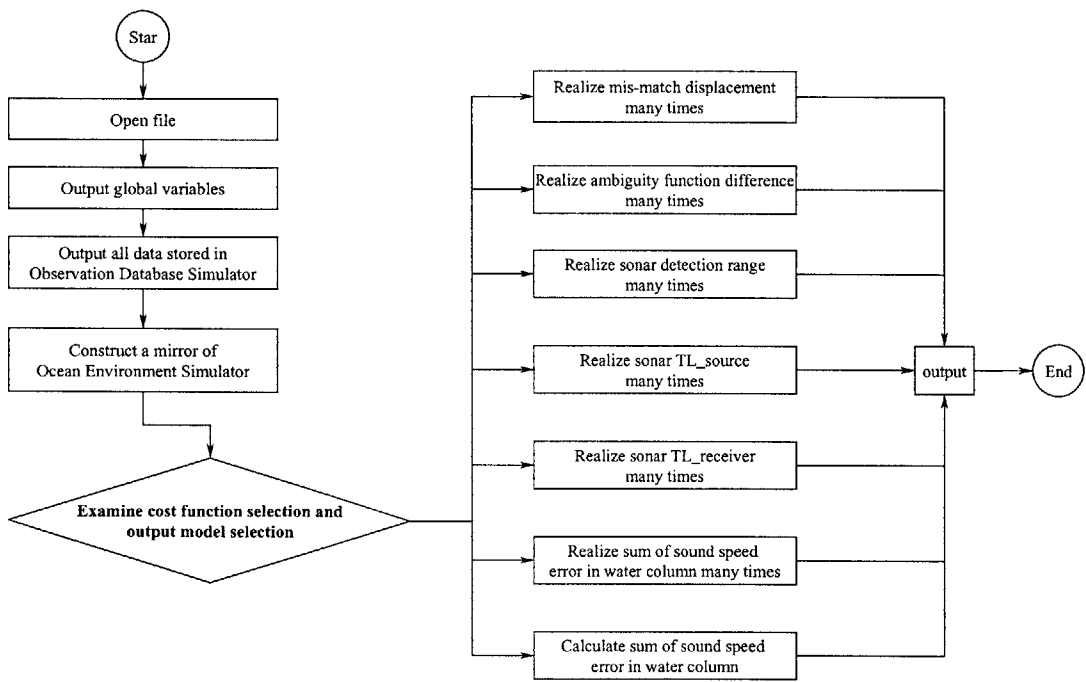 Star
Open file
Output global variables
Output all data stored in
Observation Database Simulator
Construct a mirror of
Ocean Environment Simulator
Examine cost function selection and
output model selection
Realize mis-match displacement
many times
Realize ambiguity function difference
many times
Realize sonar detection range
many times
Realize sonar TL_source
many times
Realize sonar TL_receiver
many times
Realize sum of sound speed
error in water column many times
Calculate sum of sound speed
error in water column
output
End